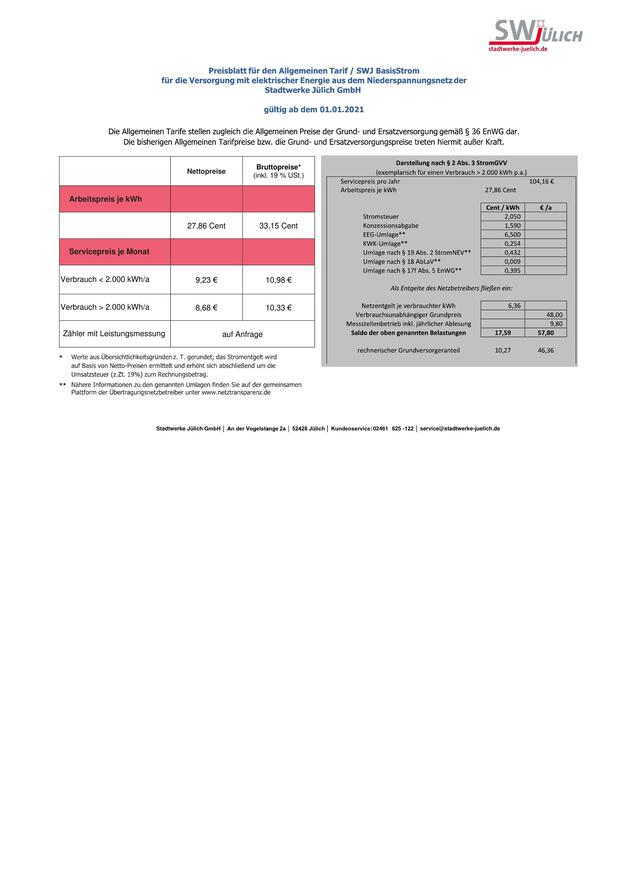 SWJÜLICH
stadtwerke-juelich.de
Preisblatt für den Allgemeinen Tarif / SWJ BasisStrom
für die Versorgung mit elektrischer Energie aus dem Niederspannungsnetz der
Stadtwerke Jülich GmbH
gültig ab dem 01.01.2021
Die Allgemeinen Tarife stellen zugleich die Allgemeinen Preise der Grund- und Ersatzversorgung gemäß § 36 EnWG dar.
Die bisherigen Allgemeinen Tarifpreise bzw. die Grund- und Ersatzversorgungspreise treten hiermit außer Kraft.
Nettopreise Bruttopreise*
(inkl. 19 % USt.)
Arbeitspreis je kWh
27,86 Cent 33,15 Cent
Servicepreis je Monat
Verbrauch < 2.000 kWh/a 9,23 € 10,98 €
Verbrauch > 2.000 kWh/a 8,68 € 10,33 €
Zähler mit Leistungsmessung auf Anfrage
* Werte aus Übersichtlichkeitsgründen z. T. gerundet; das Stromentgelt wird
auf Basis von Netto-Preisen ermittelt und erhöht sich abschließend um die
Umsatzsteuer (z.Zt. 19%) zum Rechnungsbetrag.
** Nähere Informationen zu den genannten Umlagen finden Sie auf der gemeinsamen
Plattform der Übertragungsnetzbetreiber unter www.netztransparenz.de
Darstellung nach § 2 Abs. 3 StromGVV
(exemplarisch für einen Verbrauch > 2.000 kWh p.a.)
Servicepreis pro Jahr 104,16 €
Arbeitspreis je kWh 27,86 Cent
Cent / kWh € /a
Stromsteuer 2,050
Konzessionsabgabe 1,590
EEG-Umlage** 6,500
KWK-Umlage** 0,254
Umlage nach § 19 Abs. 2 StromNEV** 0,432
Umlage nach § 18 AbLaV** 0,009
Umlage nach § 17f Abs. 5 EnWG** 0,395
Als Entgelte des Netzbetreibers fließen ein:
Netzentgelt je verbrauchter kWh 6,36
Verbrauchsunabhängiger Grundpreis 48,00
Messstellenbetrieb inkl. jährlicher Ablesung 9,80
Saldo der oben genannten Belastungen 17,59 57,80
rechnerischer Grundversorgeranteil 10,27 46,36
Stadtwerke Jülich GmbH | An der Vogelstange 2a | 52428 Jülich | Kundenservice: 02461 625 -122 | service@stadtwerke-juelich.de